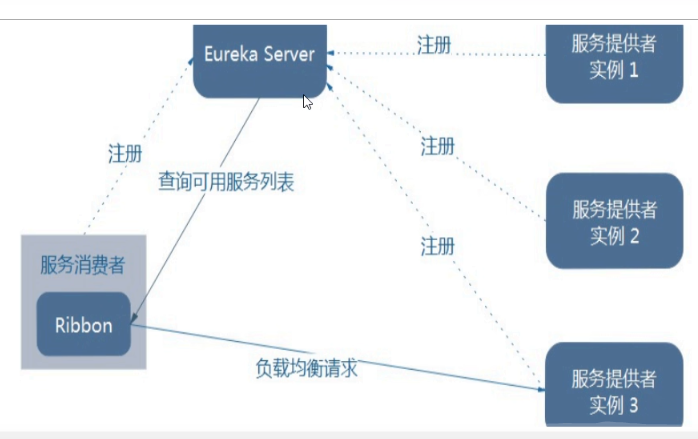 Eureka Server
注册
服务提供者
实例 1
注册
注册
查询可用服务列表
服务提供者
实例 2
注册
服务消费者
Ribbon
负载均衡请求
服务提供者
实例 3